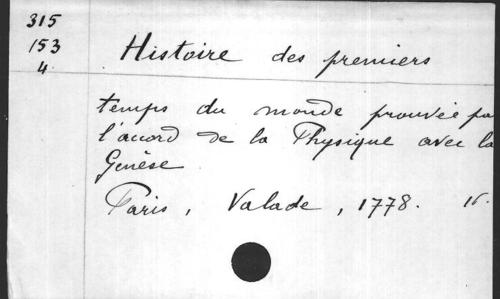 315
153
4.
Histoire des premiers
temps du monde prouvée pa
l'accord de la Physique avec la
Genèse
Paris, Valade, 1778. 16.